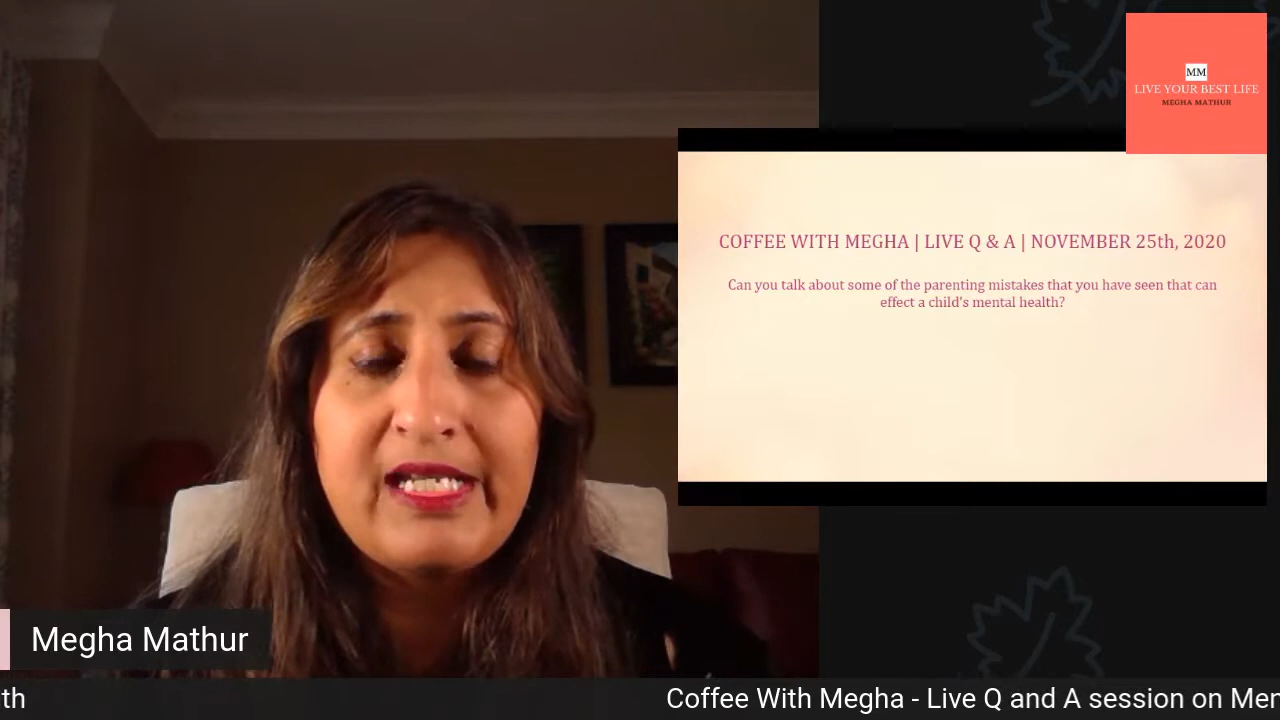 MM
LIVE YOUR BEST LIFE
MEGHA MATHUR
COFFEE WITH MEGHA | LIVE Q & A | NOVEMBER 25th, 2020
Can you talk about some of the parenting mistakes that you have seen that can
effect a child's mental health?
Megha Mathur
th
Coffee With Megha - Live Q and A session on Men